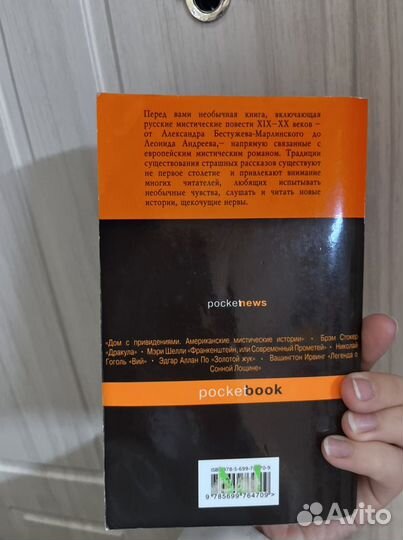 Перед вами необычная книга, включающая
русские мистические повести XIX—XX веков –
от Александра Бестужева-Марлинского до
Леонида Андреева,— напрямую связанные с
европейским мистическим романом. Традиции
существования страшных рассказов существуют
не первое столетие и привлекают внимание
многих читателей, любящих испытывать
необычные чувства, слушать и читать новые
истории, щекочущие нервы.
pocketnews
«Дом с привидениями. Американские мистические истории» • Брэм Стокер
«Дракула» • Мэри Шелли «Франкенштейн, или Современный Прометей» • Николай
Гоголь «Вий» • Эдгар Аллан По «Золотой жук» • Вашингтон Ирвинг «Легенда о
Сонной Лощине»
pocketbook
9 785699 764709
Avito